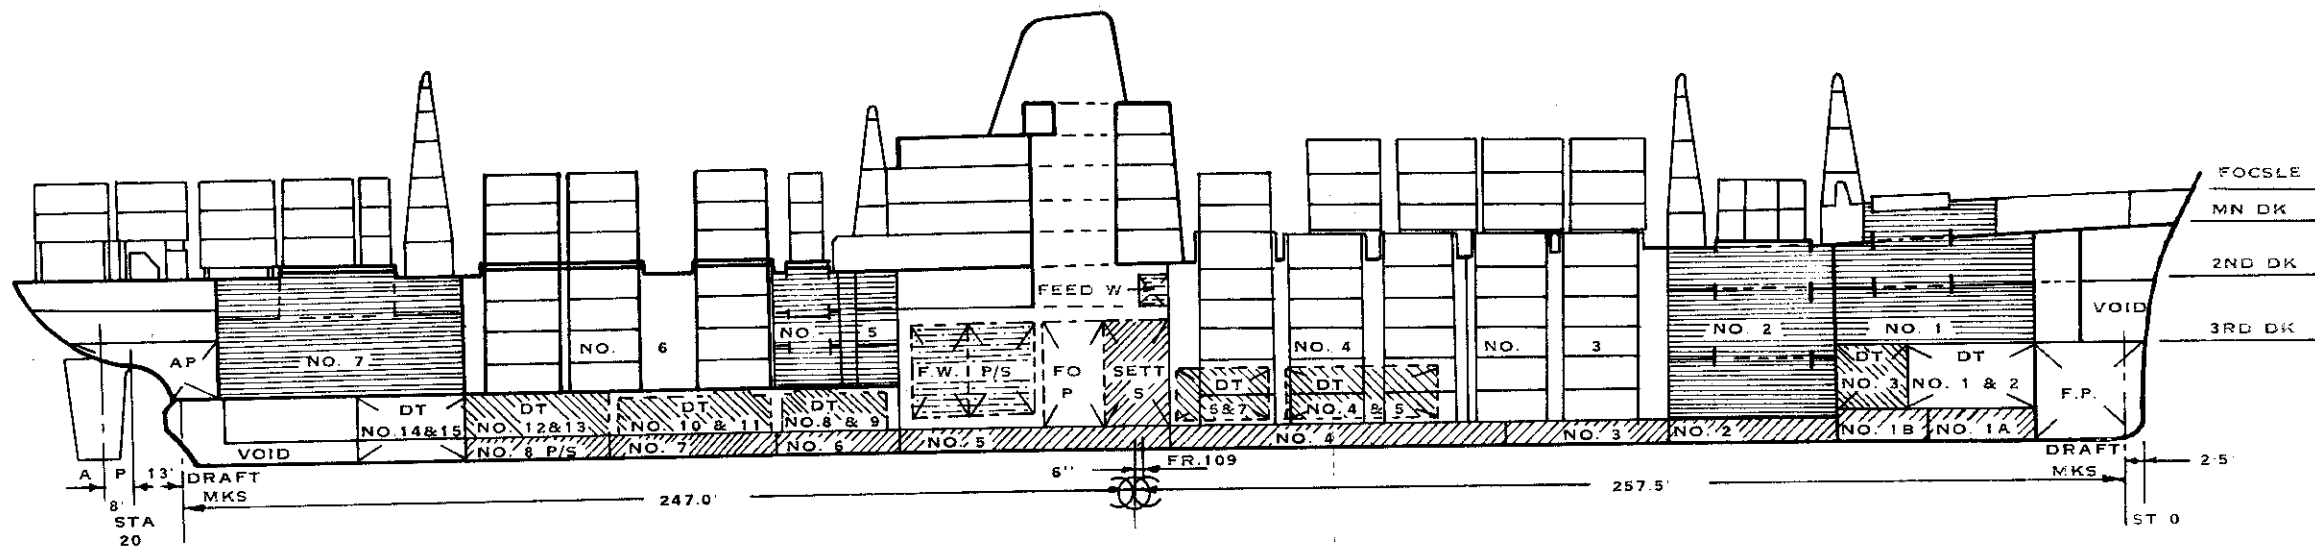 FOCSLE
MN DK
2ND DK
3RD DK
FEED W
VOID
NO. 5
NO. 2
NO. 1
NO. 6
NO. 4
NO. 3
AP
NO. 7
F.W. P/S
FO
P
SETT
S
DT
S & 7
DT
NO. 4 & 5
DT
NO. 3
DT
NO. 1 & 2
F.P.
DT
NO. 14&15
DT
NO. 12&13
DT
NO. 10 & 11
DT
NO. 8 & 9
VOID
NO. 8 P/S
NO. 7
NO. 6
NO. 5
NO. 4
NO. 3
NO. 2
NO. 1B
NO. 1A
A P 13'
DRAFT
MKS
8'
STA
20
247.0'
6"
FR. 109
257.5'
DRAFT
MKS
2.5'
ST 0